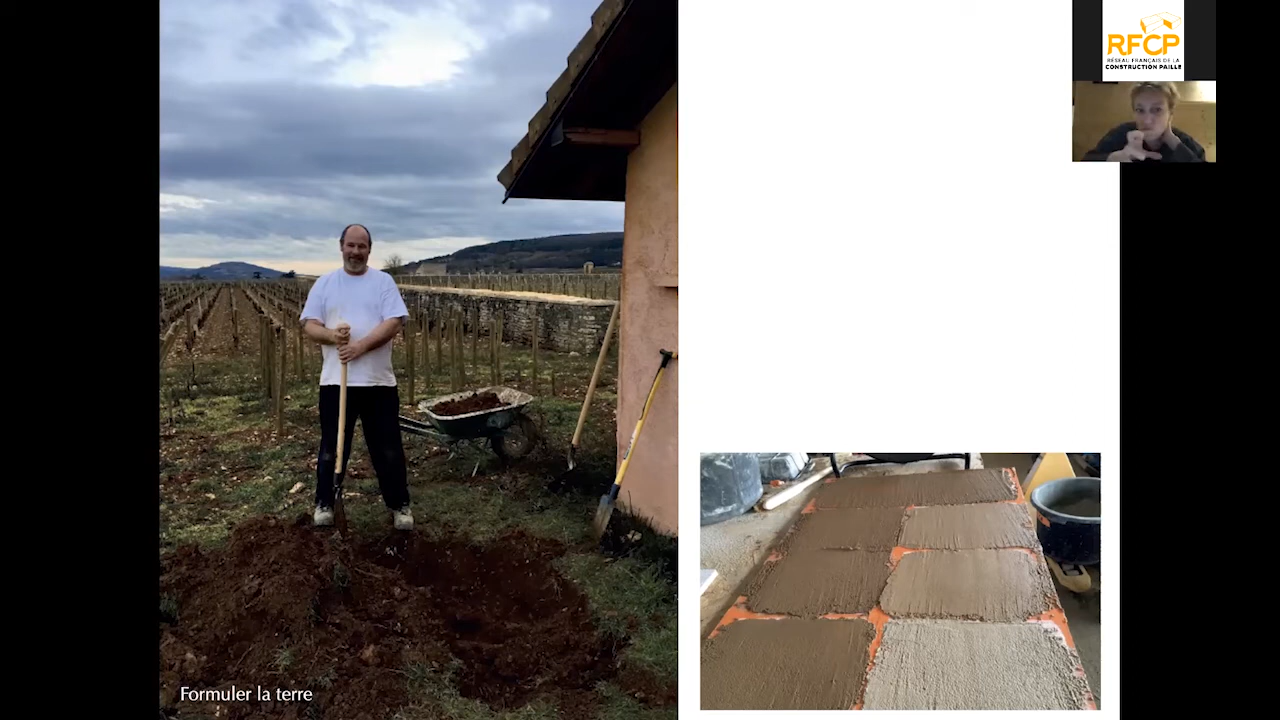 RFCP
RÉSEAU FRANÇAIS DE LA
CONSTRUCTION PAILLE
Formuler la terre